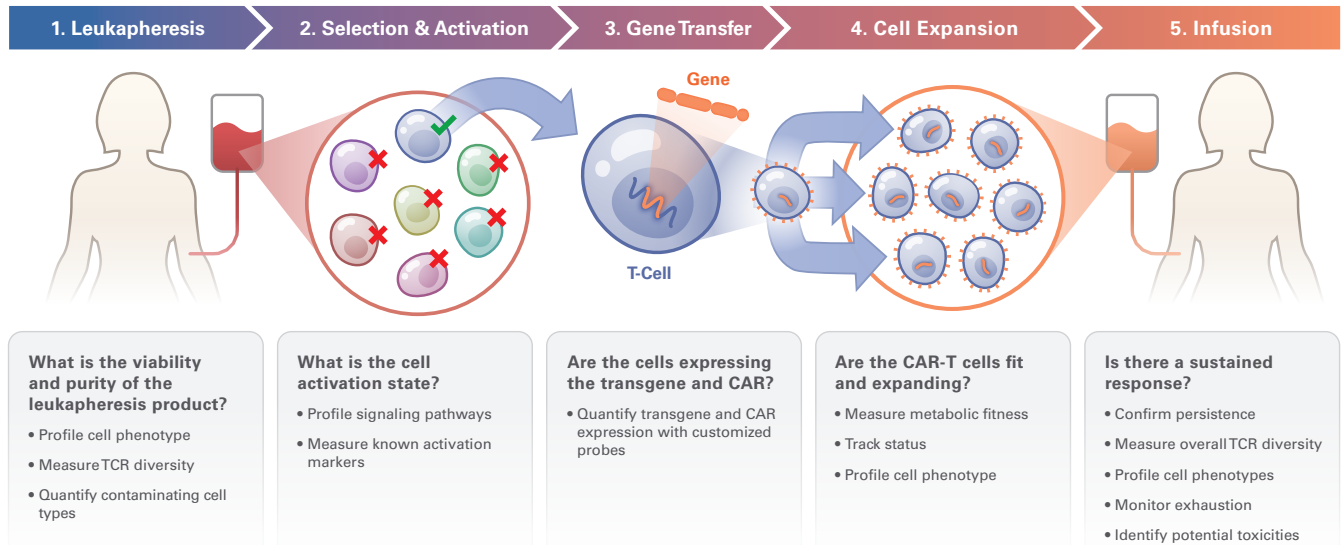 1. Leukapheresis
2. Selection & Activation
3. Gene Transfer
4. Cell Expansion
5. Infusion
Gene
T-Cell
What is the viability
and purity of the
leukapheresis product?
• Profile cell phenotype
• Measure TCR diversity
• Quantify contaminating cell
types
What is the cell
activation state?
• Profile signaling pathways
• Measure known activation
markers
Are the cells expressing
the transgene and CAR?
• Quantify transgene and CAR
expression with customized
probes
Are the CAR-T cells fit
and expanding?
• Measure metabolic fitness
• Track status
• Profile cell phenotype
Is there a sustained
response?
• Confirm persistence
• Measure overall TCR diversity
• Profile cell phenotypes
• Monitor exhaustion
• Identify potential toxicities